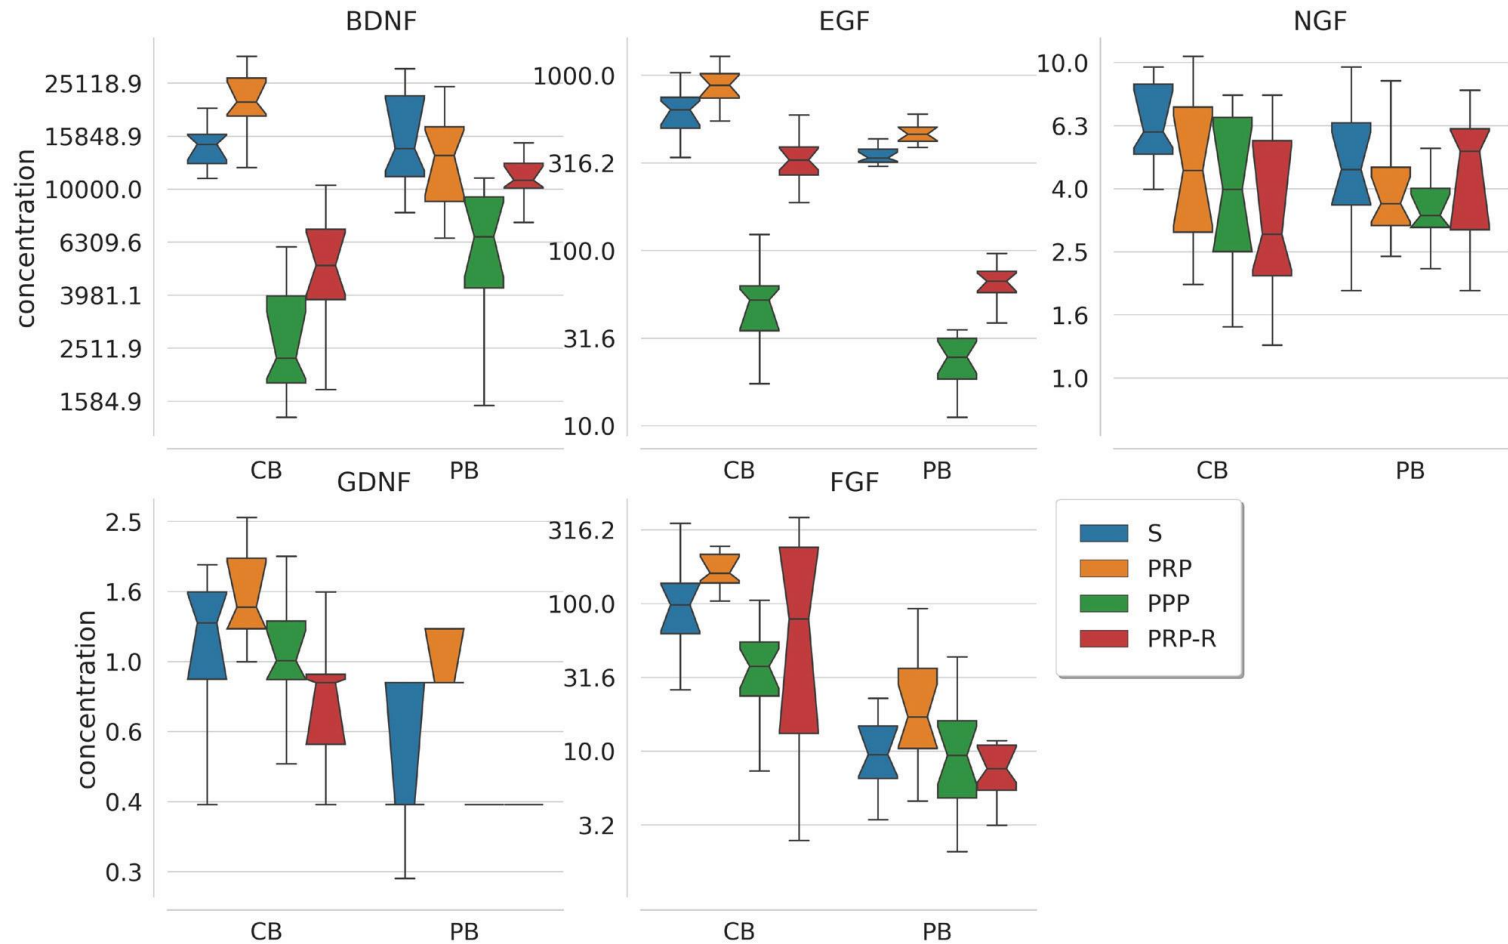 BDNF
concentration
25118.9
15848.9
10000.0
6309.6
3981.1
2511.9
1584.9
CB
PB
EGF
1000.0
316.2
100.0
31.6
10.0
CB
PB
NGF
10.0
6.3
4.0
2.5
1.6
1.0
CB
PB
GDNF
concentration
2.5
1.6
1.0
0.6
0.4
0.3
CB
PB
FGF
316.2
100.0
31.6
10.0
3.2
CB
PB
S
PRP
PPP
PRP-R